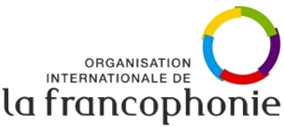 ORGANISATION
INTERNATIONALE DE
la francophonie